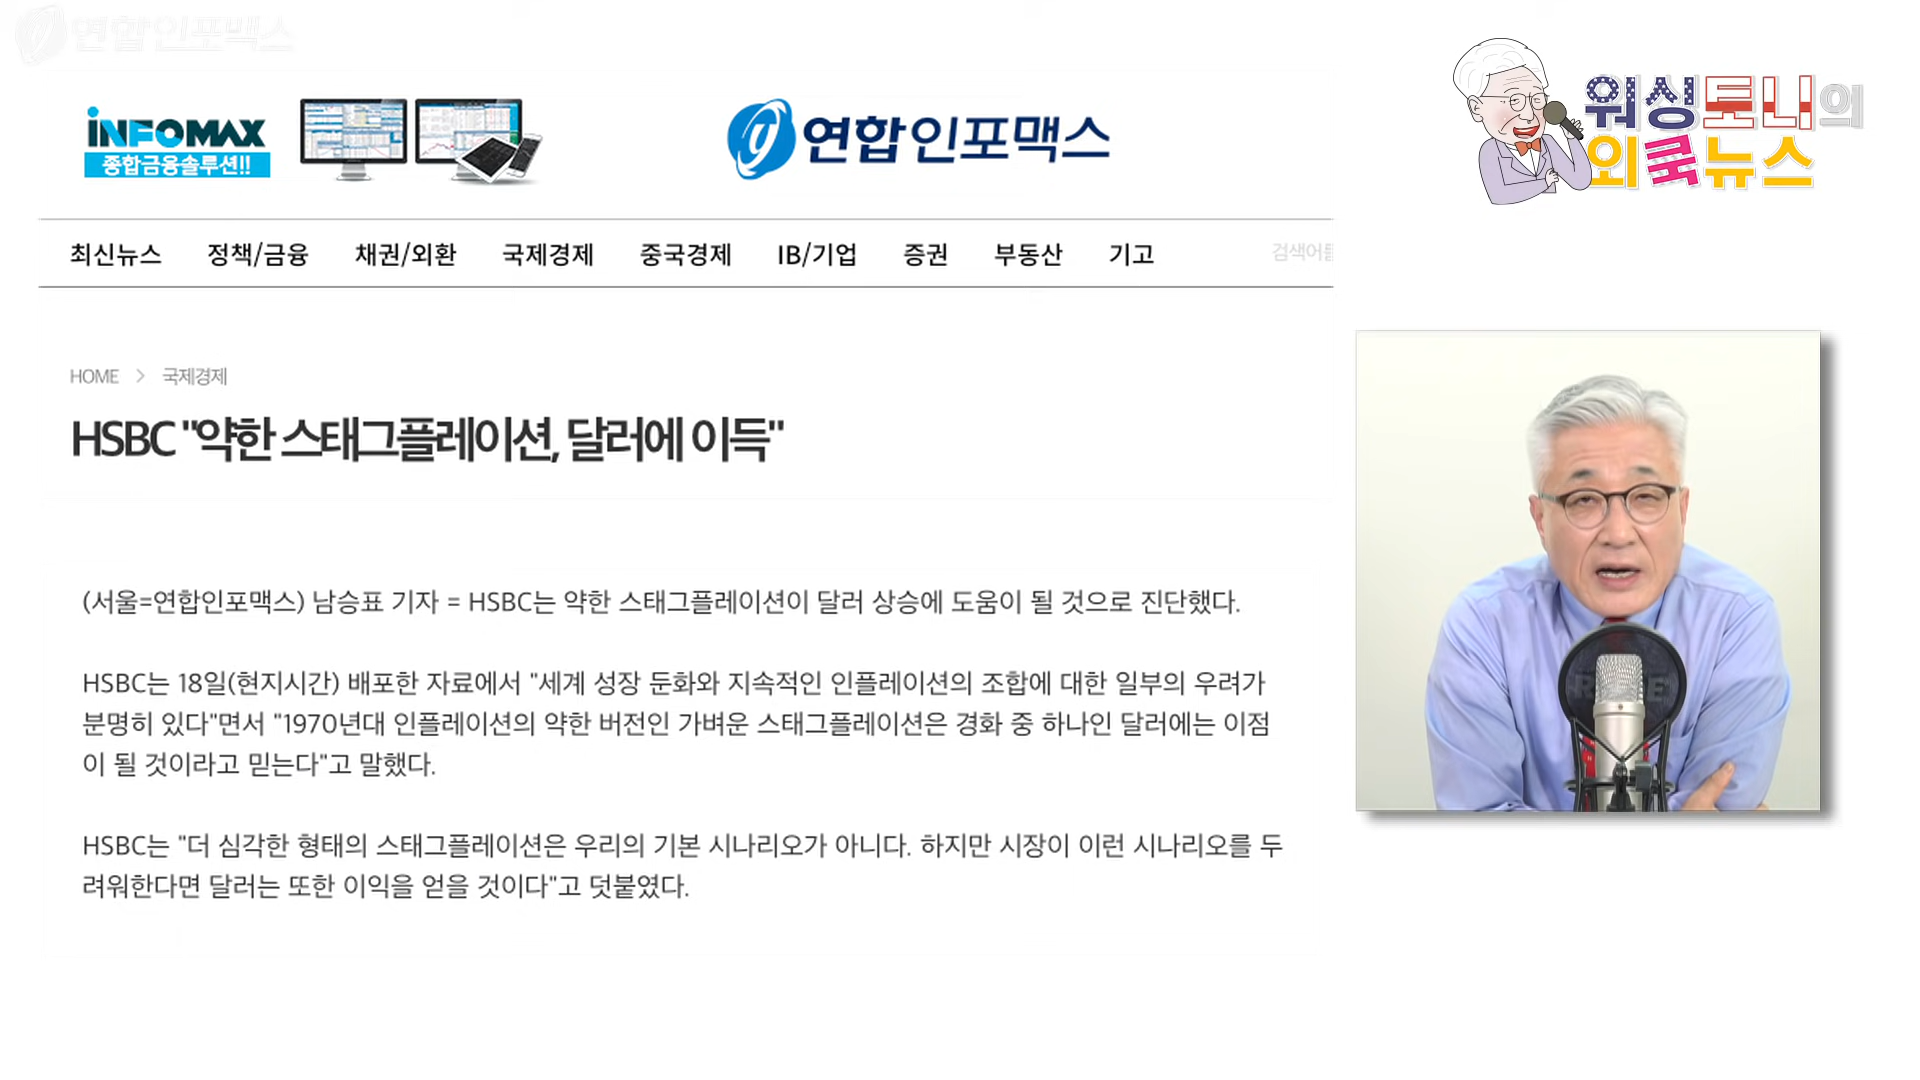 연합인포맥스
INFOMAX
종합금융솔루션!!
연합인포맥스
워싱토니의
외쿡뉴스
최신뉴스 정책/금융 채권/외환 국제경제 중국경제 IB/기업 증권 부동산 기고 검색어를
HOME > 국제경제
HSBC "약한 스태그플레이션, 달러에 이득"
(서울=연합인포맥스) 남승표 기자 = HSBC는 약한 스태그플레이션이 달러 상승에 도움이 될 것으로 진단했다.
HSBC는 18일(현지시간) 배포한 자료에서 "세계 성장 둔화와 지속적인 인플레이션의 조합에 대한 일부의 우려가
분명히 있다"면서 "1970년대 인플레이션의 약한 버전인 가벼운 스태그플레이션은 경화 중 하나인 달러에는 이점
이 될 것이라고 믿는다"고 말했다.
HSBC는 "더 심각한 형태의 스태그플레이션은 우리의 기본 시나리오가 아니다. 하지만 시장이 이런 시나리오를 두
려워한다면 달러는 또한 이익을 얻을 것이다"고 덧붙였다.